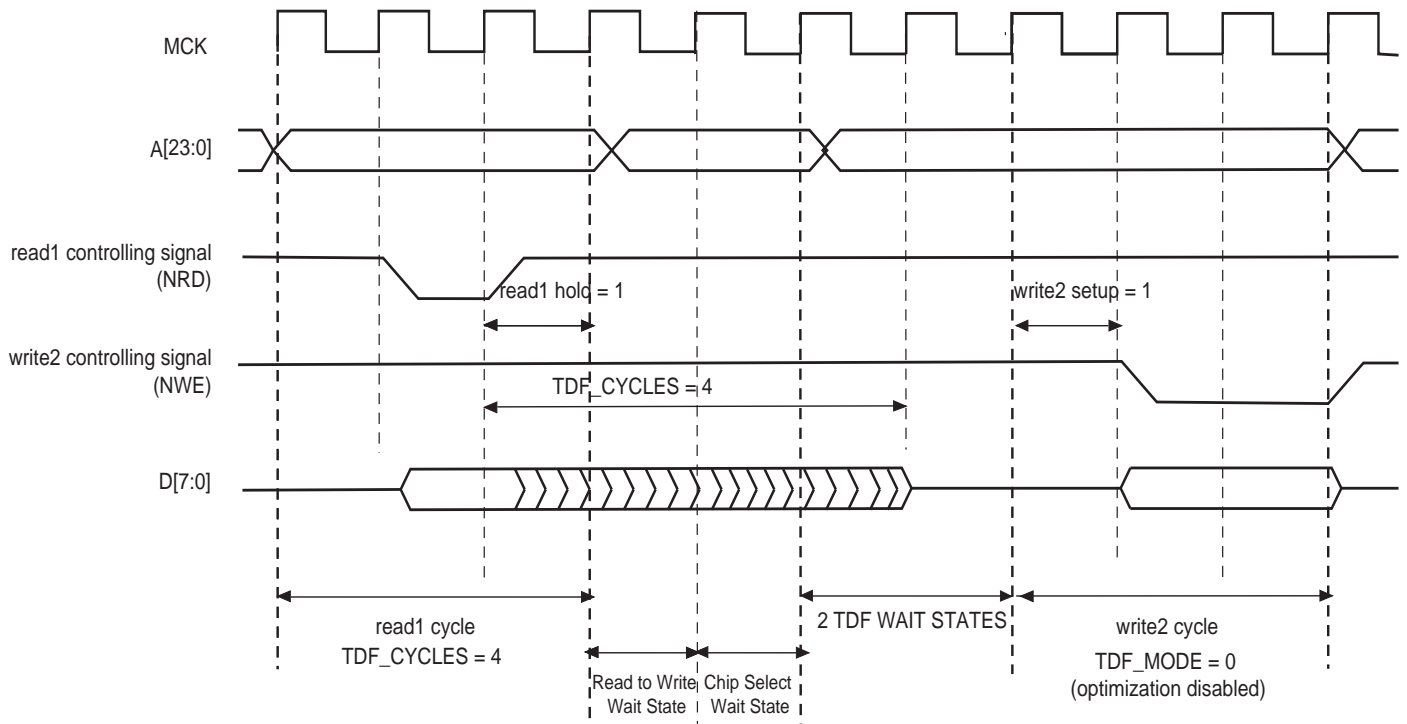 MCK
A[23:0]
read1 controlling signal
(NRD)
read1 hold = 1
write2 setup = 1
write2 controlling signal
(NWE)
TDF_CYCLES = 4
D[7:0]
read1 cycle
TDF_CYCLES = 4
2 TDF WAIT STATES
write2 cycle
TDF_MODE = 0
(optimization disabled)
Read to Write
Wait State
Chip Select
Wait State